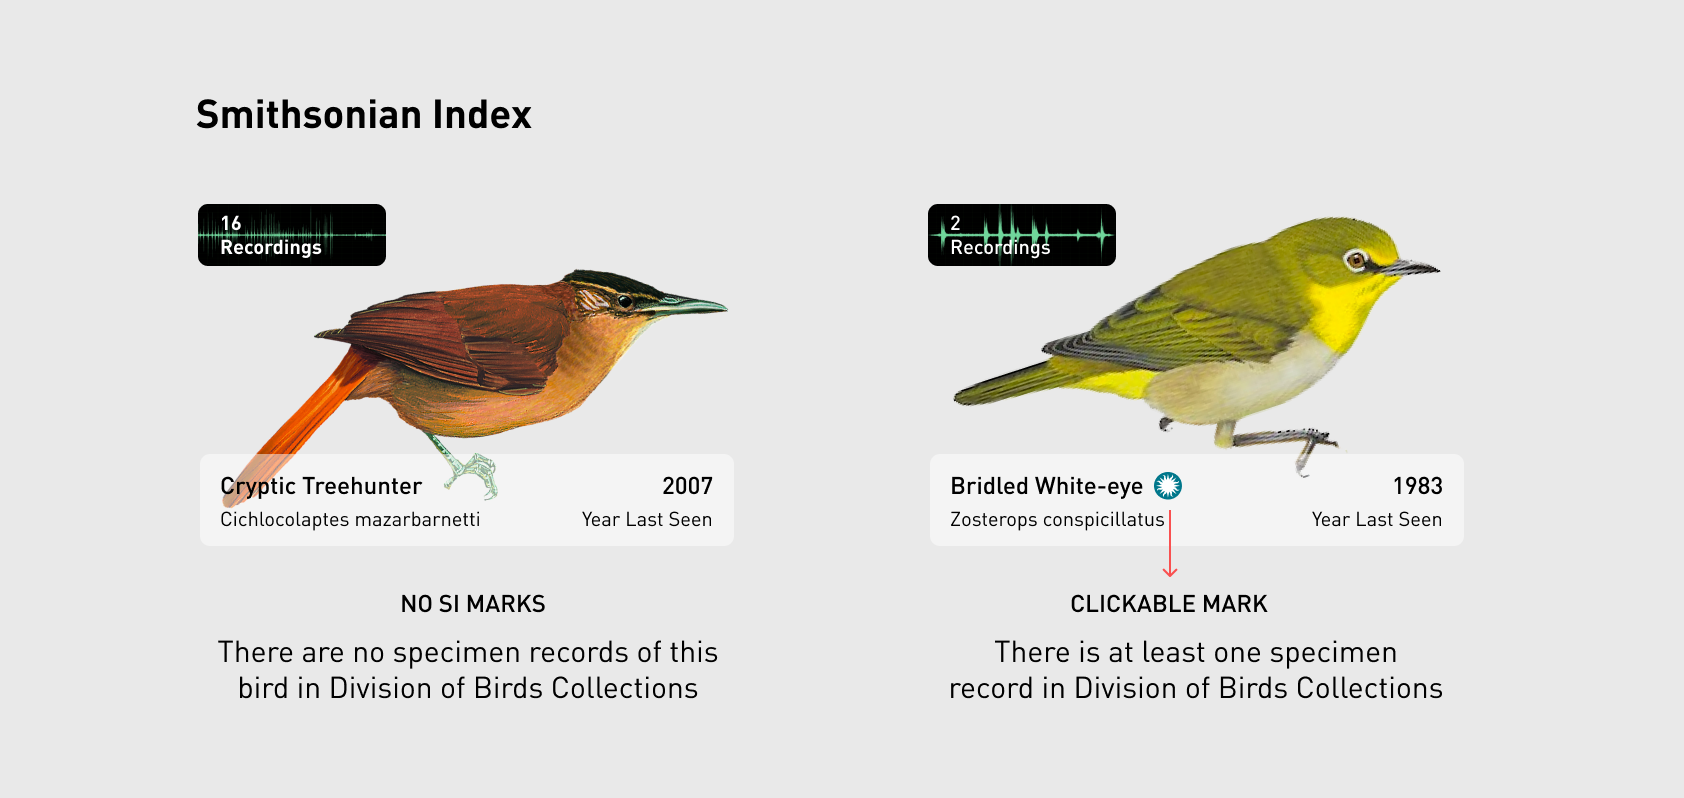 Smithsonian Index
16
Recordings
Cryptic Treehunter
2007
Cichlocolaptes mazarbarnetti
Year Last Seen
NO SI MARKS
There are no specimen records of this
bird in Division of Birds Collections
2
Recordings
Bridled White-eye
1983
Zosterops conspicillatus
Year Last Seen
CLICKABLE MARK
There is at least one specimen
record in Division of Birds Collections